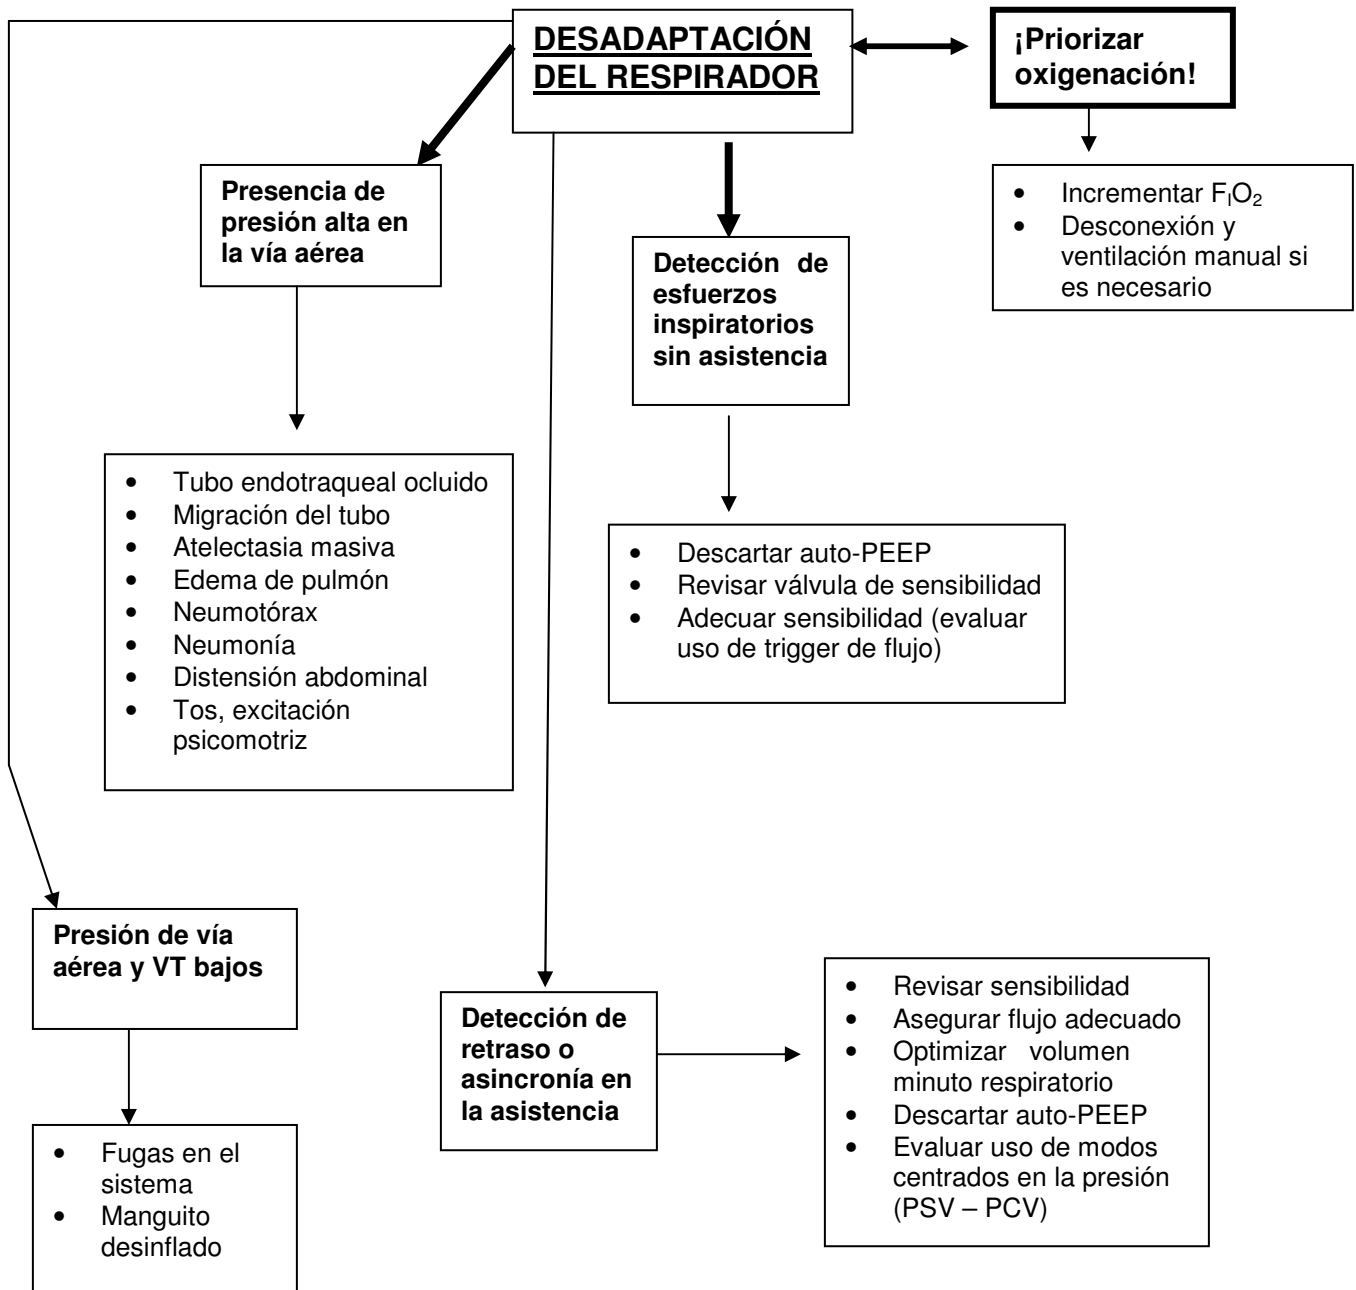 DESADAPTACIÓN
DEL RESPIRADOR
¡Priorizar
oxigenación!
Presencia de
presión alta en
la vía aérea
• Incrementar FIO2
• Desconexión y
ventilación manual si
es necesario
Detección de
esfuerzos
inspiratorios
sin asistencia
• Tubo endotraqueal ocluido
• Migración del tubo
• Atelectasia masiva
• Edema de pulmón
• Neumotórax
• Neumonía
• Distensión abdominal
• Tos, excitación
psicomotriz
• Descartar auto-PEEP
• Revisar válvula de sensibilidad
• Adecuar sensibilidad (evaluar
uso de trigger de flujo)
Presión de vía
aérea y VT bajos
Detección de
retraso o
asincronía en
la asistencia
• Revisar sensibilidad
• Asegurar flujo adecuado
• Optimizar volumen
minuto respiratorio
• Descartar auto-PEEP
• Evaluar uso de modos
centrados en la presión
(PSV – PCV)
• Fugas en el
sistema
• Manguito
desinflado